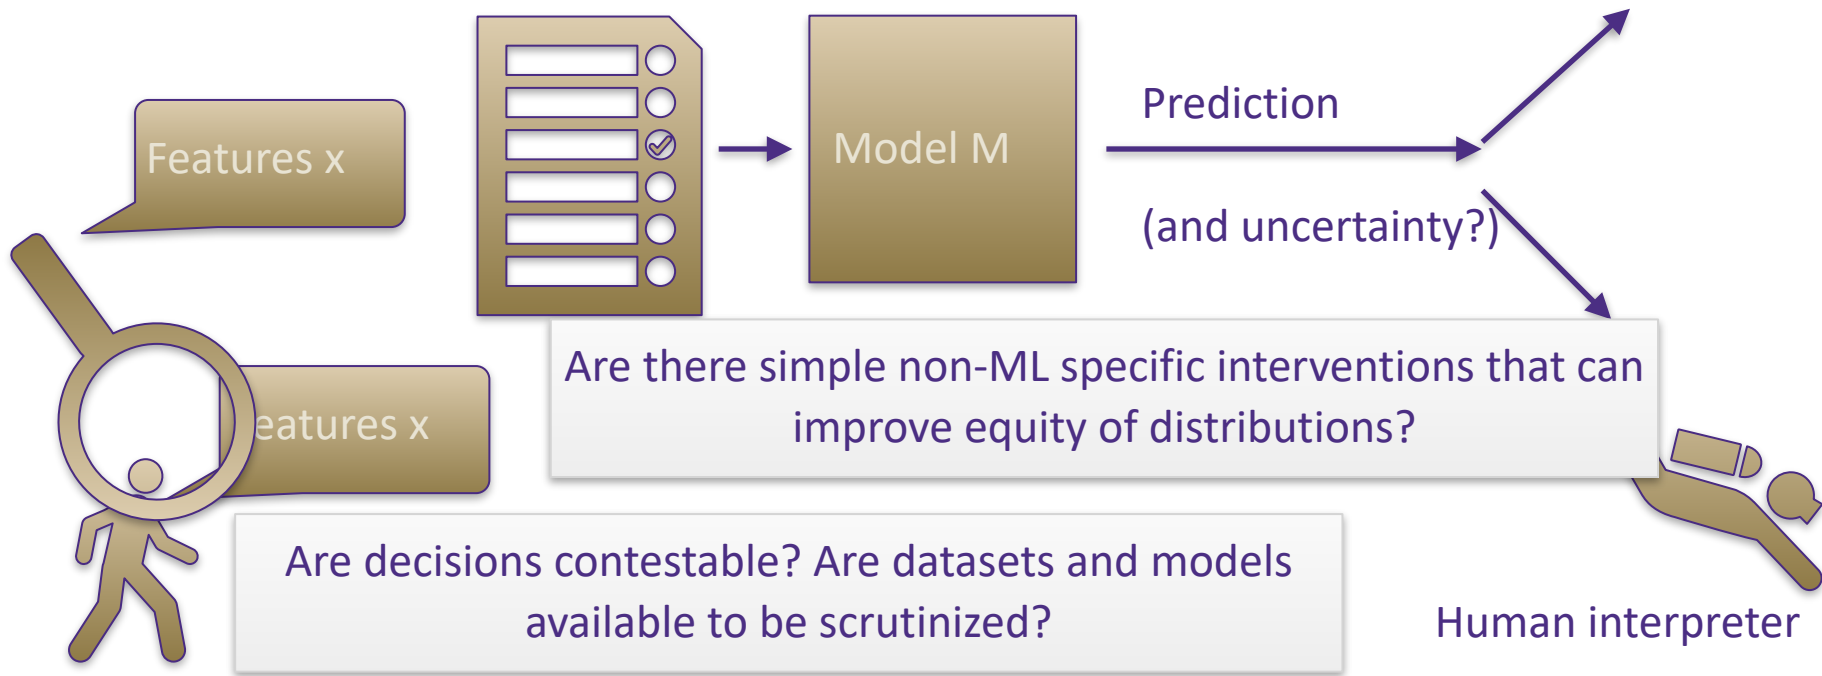 Features x
Model M
Prediction
(and uncertainty?)
Are there simple non-ML specific interventions that can
improve equity of distributions?
eatures x
Are decisions contestable? Are datasets and models
available to be scrutinized?
Human interpreter